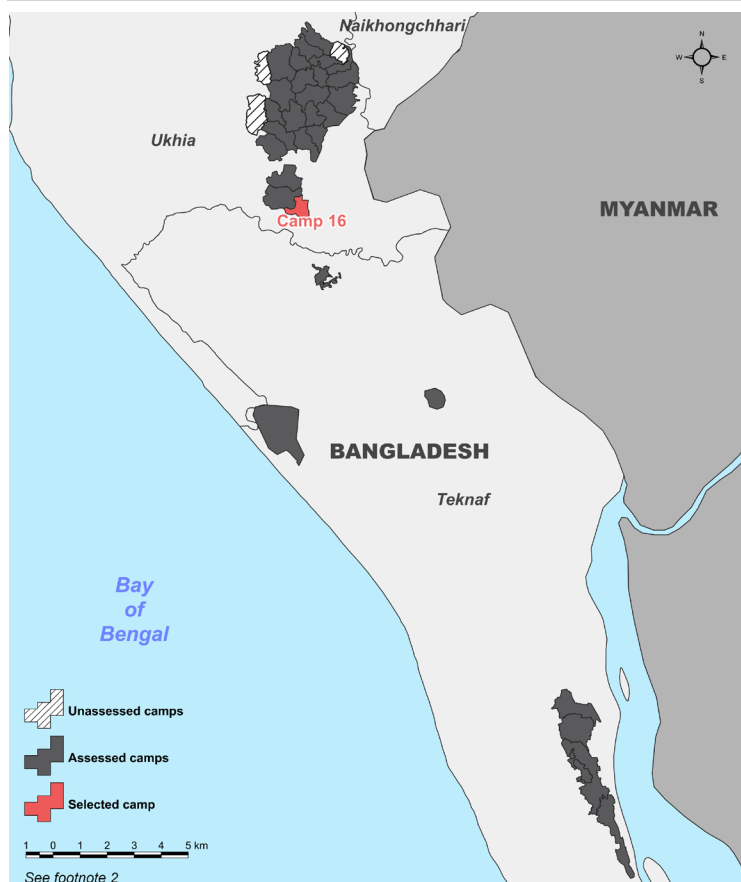 Naikhongchhari
N
W E
S
Ukhia
MYANMAR
Camp 16
BANGLADESH
Teknaf
Bay
of
Bengal
Unassessed camps
Assessed camps
Selected camp
1 0 1 2 3 4 5 km
See footnote 2